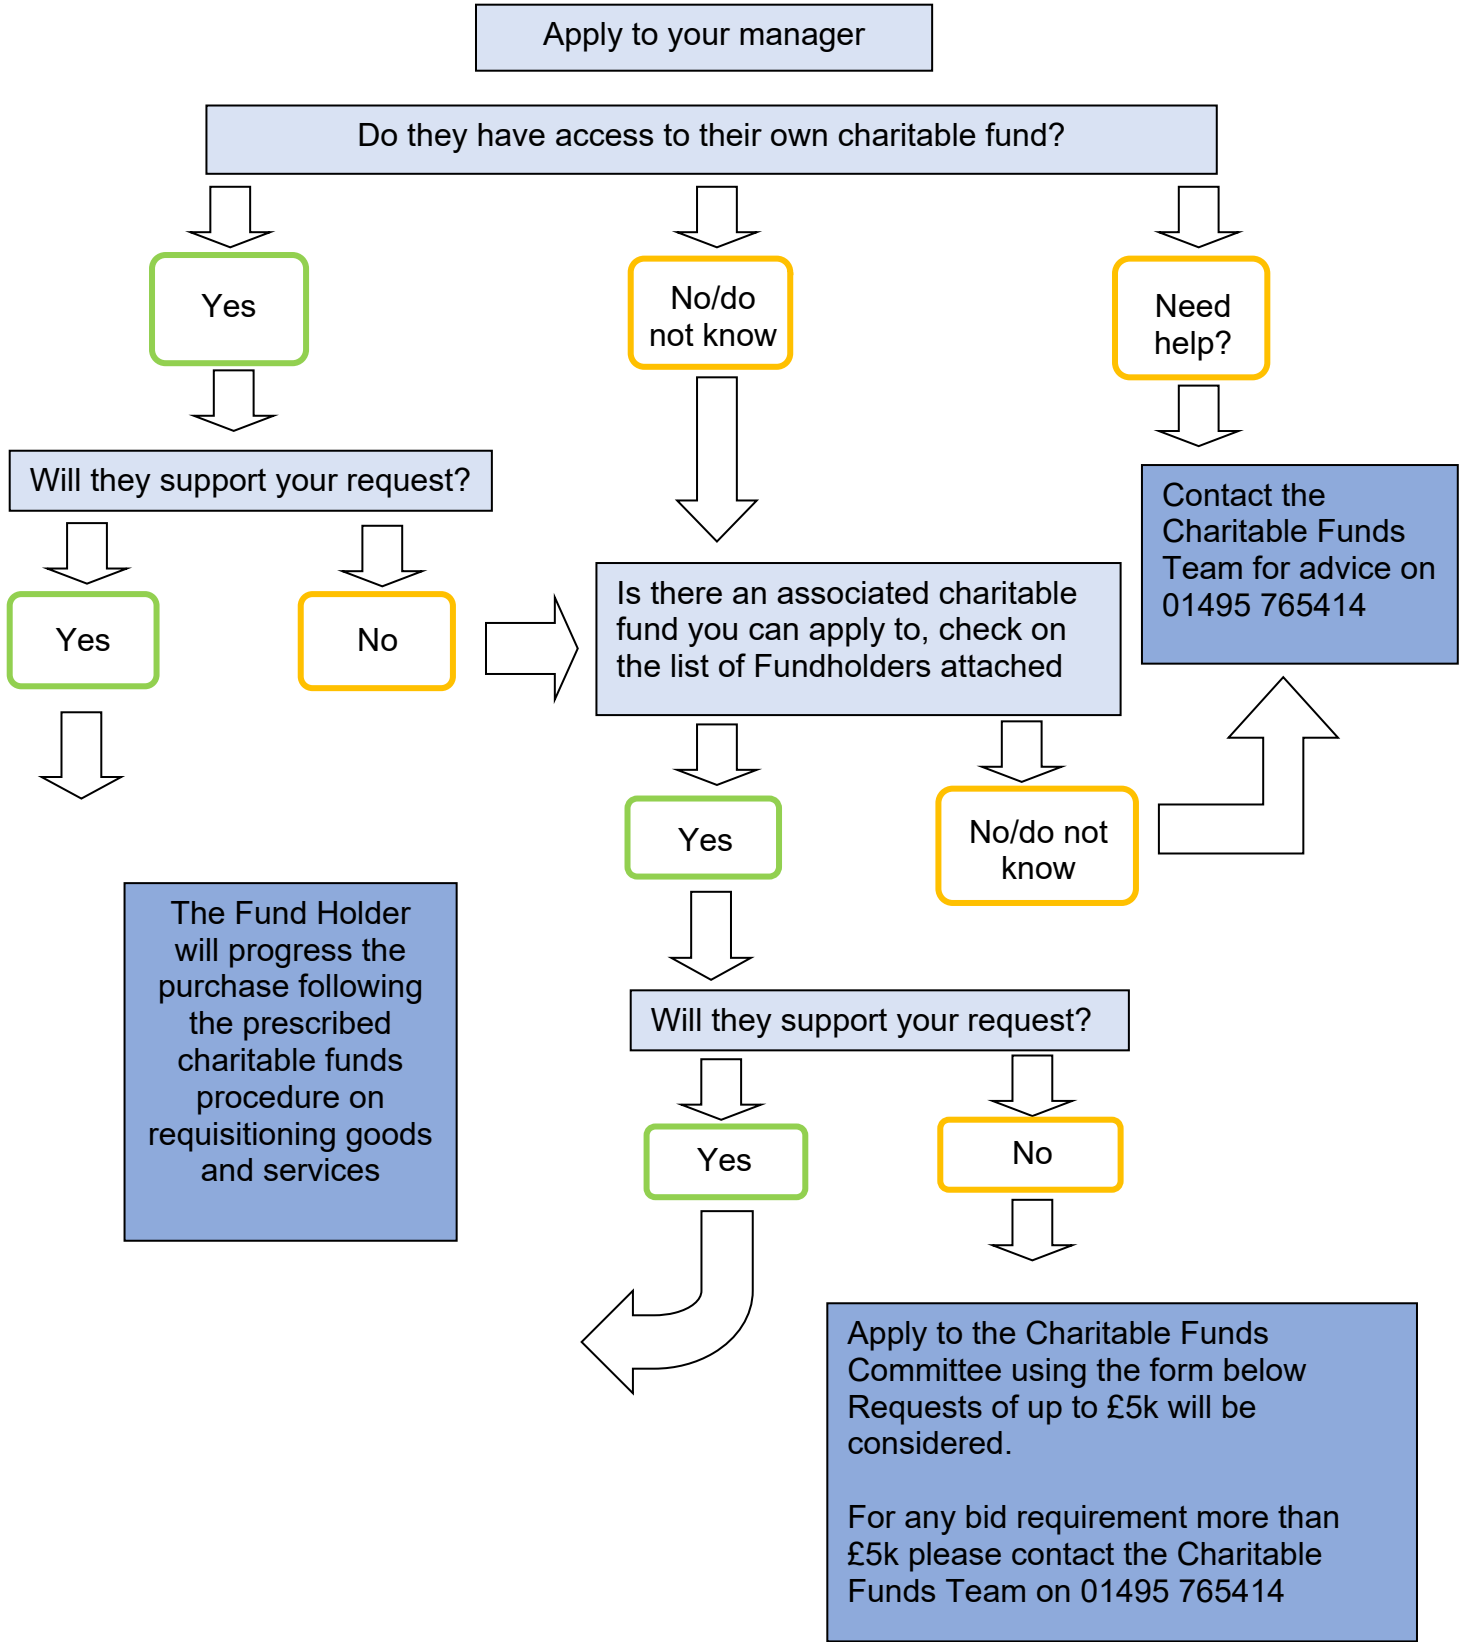 Apply to your manager
Do they have access to their own charitable fund?
Yes
No/do
not know
Need
help?
Will they support your request?
Contact the
Charitable Funds
Team for advice on
01495 765414
Yes
No
Is there an associated charitable
fund you can apply to, check on
the list of Fundholders attached
Yes
No/do not
know
The Fund Holder
will progress the
purchase following
the prescribed
charitable funds
procedure on
requisitioning goods
and services
Will they support your request?
Yes
No
Apply to the Charitable Funds
Committee using the form below
Requests of up to £5k will be
considered.
For any bid requirement more than
£5k please contact the Charitable
Funds Team on 01495 765414